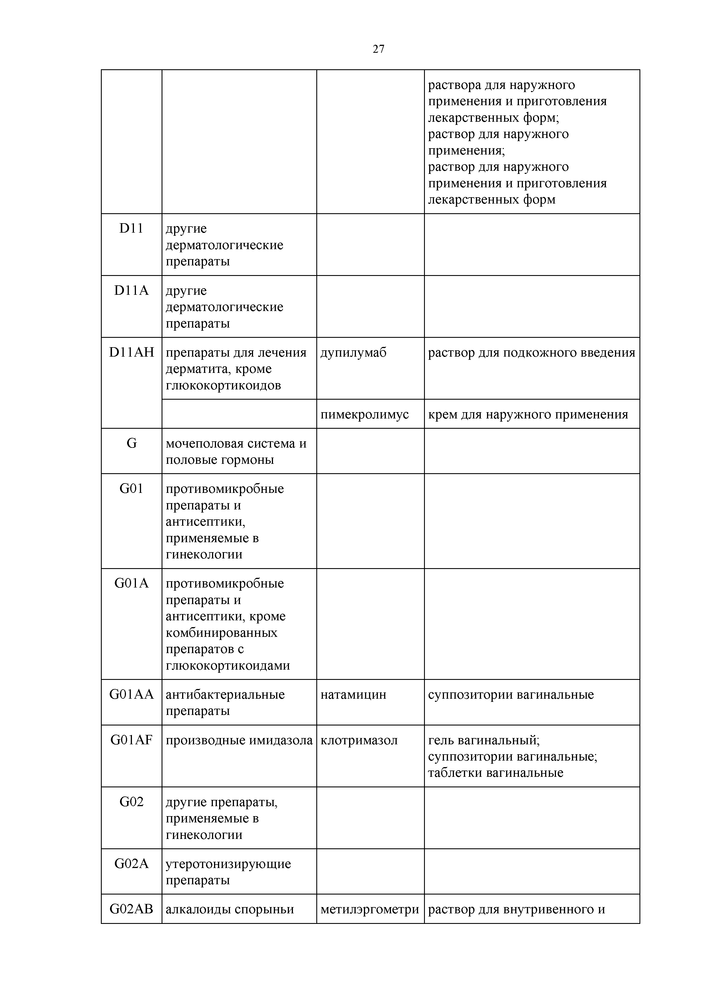 27
раствора для наружного
применения и приготовления
лекарственных форм;
раствор для наружного
применения;
раствор для наружного
применения и приготовления
лекарственных форм
D11
другие
дерматологические
препараты
D11A
другие
дерматологические
препараты
D11AH
препараты для лечения
дерматита, кроме
глюкокортикоидов
дупилумаб
раствор для подкожного введения
пимекролимус
крем для наружного применения
G
мочеполовая система и
половые гормоны
G01
противомикробные
препараты и
антисептики,
применяемые в
гинекологии
G01A
противомикробные
препараты и
антисептики, кроме
комбинированных
препаратов с
глюкокортикоидами
G01AA
антибактериальные
препараты
натамицин
суппозитории вагинальные
G01AF
производные имидазола
клотримазол
гель вагинальный;
суппозитории вагинальные;
таблетки вагинальные
G02
другие препараты,
применяемые в
гинекологии
G02A
утеротонизирующие
препараты
G02AB
алкалоиды спорыньи
метилэргометри
раствор для внутривенного и